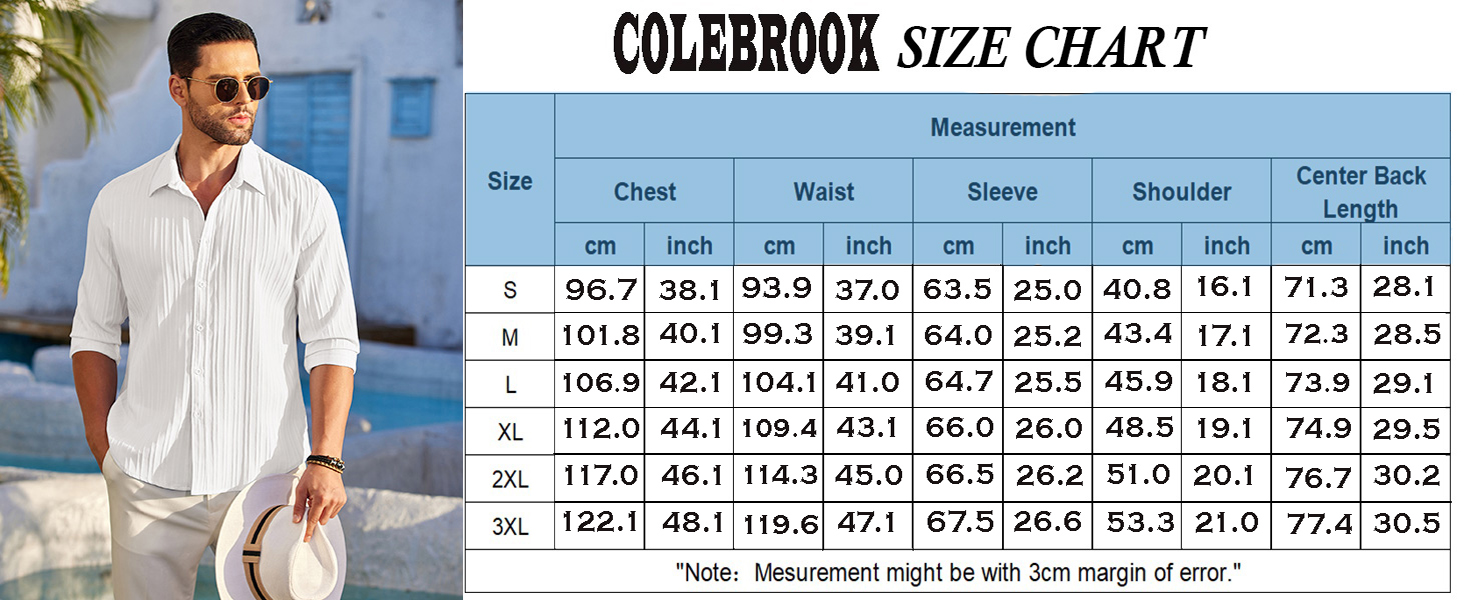 COLEBROOK SIZE CHART
Size
Measurement
Chest Waist Sleeve Shoulder Center Back Length
cm inch cm inch cm inch cm inch cm inch
S 96.7 38.1 93.9 37.0 63.5 25.0 40.8 16.1 71.3 28.1
M 101.8 40.1 99.3 39.1 64.0 25.2 43.4 17.1 72.3 28.5
L 106.9 42.1 104.1 41.0 64.7 25.5 45.9 18.1 73.9 29.1
XL 112.0 44.1 109.4 43.1 66.0 26.0 48.5 19.1 74.9 29.5
2XL 117.0 46.1 114.3 45.0 66.5 26.2 51.0 20.1 76.7 30.2
3XL 122.1 48.1 119.6 47.1 67.5 26.6 53.3 21.0 77.4 30.5
"Note：Mesurement might be with 3cm margin of error."